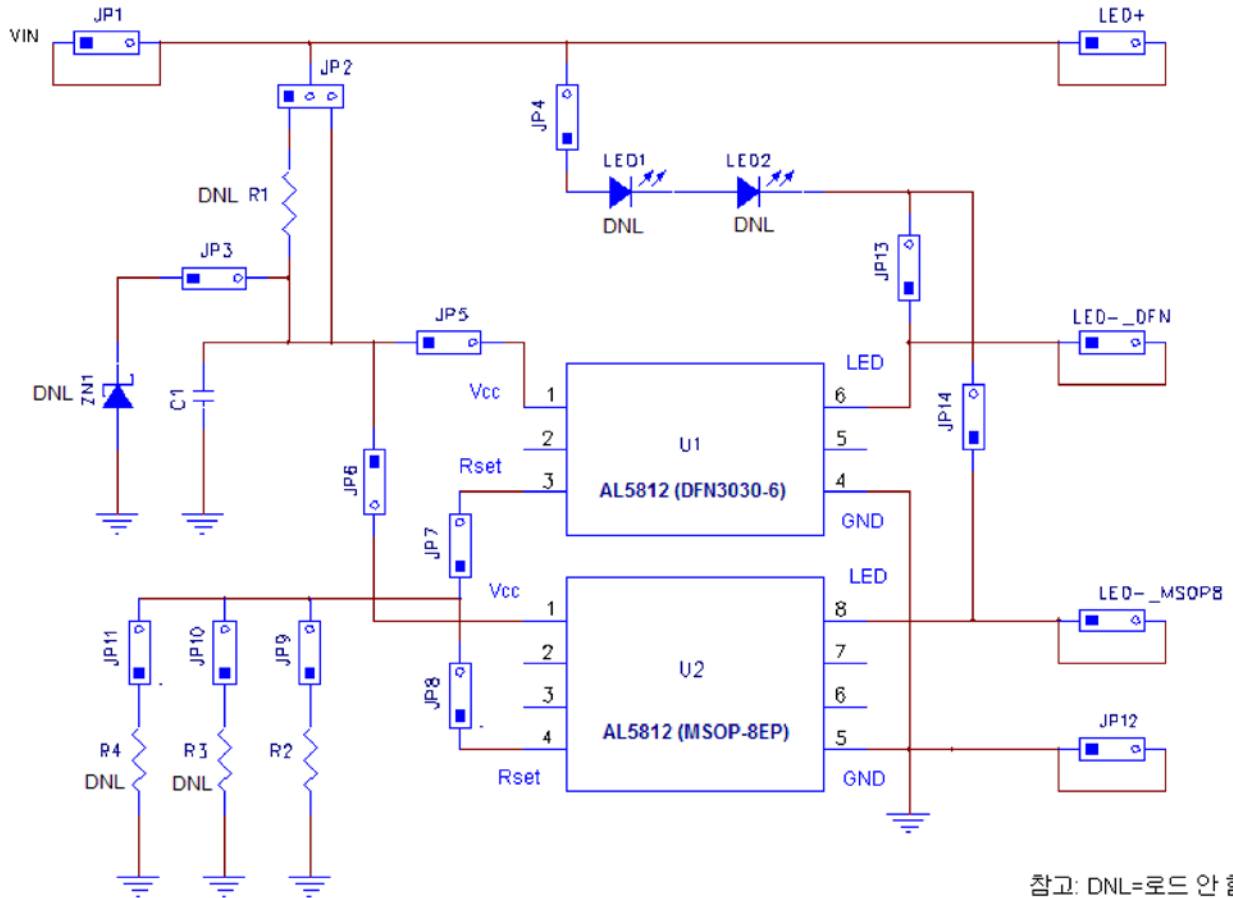 JP1
LED+
VIN
JP2
JP4
LED1
LED2
DNL R1
DNL
DNL
JP3
JP13
JP5
LED-_DFN
LED
Vcc
1
6
DNL
ZN1
C1
JP14
2
5
U1
Rset
JP6
3
AL5812 (DFN3030-6)
4
GND
JP7
Vcc
LED
LED-_MSOP8
1
8
JP11
JP10
JP9
2
7
JP8
U2
3
6
JP12
R4
R3
R2
4
AL5812 (MSOP-8EP)
5
DNL
DNL
Rset
GND
참고: DNL=로드 안